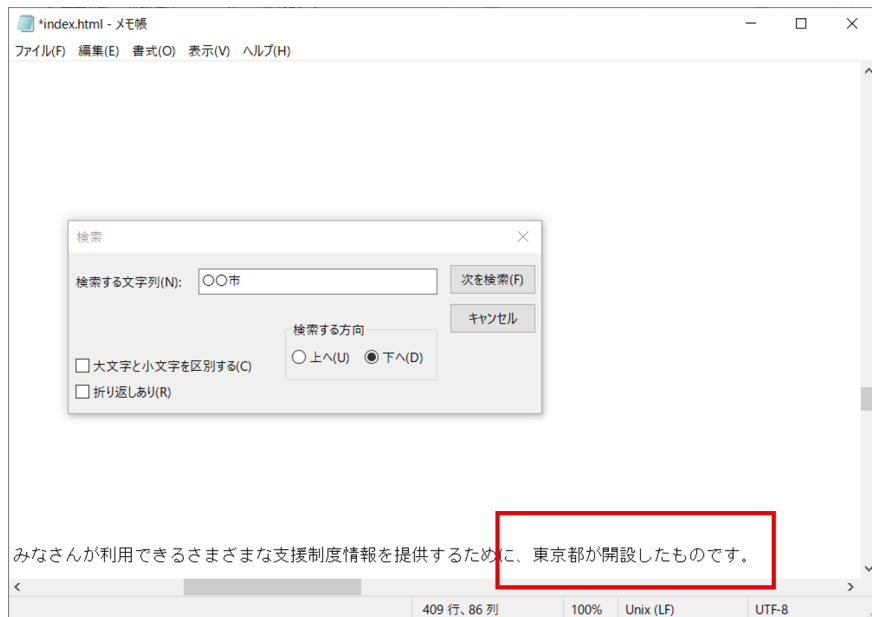 *index.html - メモ帳
ファイル(F) 編集(E) 書式(O) 表示(V) ヘルプ(H)
検索
検索する文字列(N): 〇〇市
次を検索(F)
キャンセル
検索する方向
上へ(U) 下へ(D)
大文字と小文字を区別する(C)
折り返しあり(R)
みなさんが利用できるさまざまな支援制度情報を提供するために、東京都が開設したものです。
409 行、86 列 100% Unix (LF) UTF-8